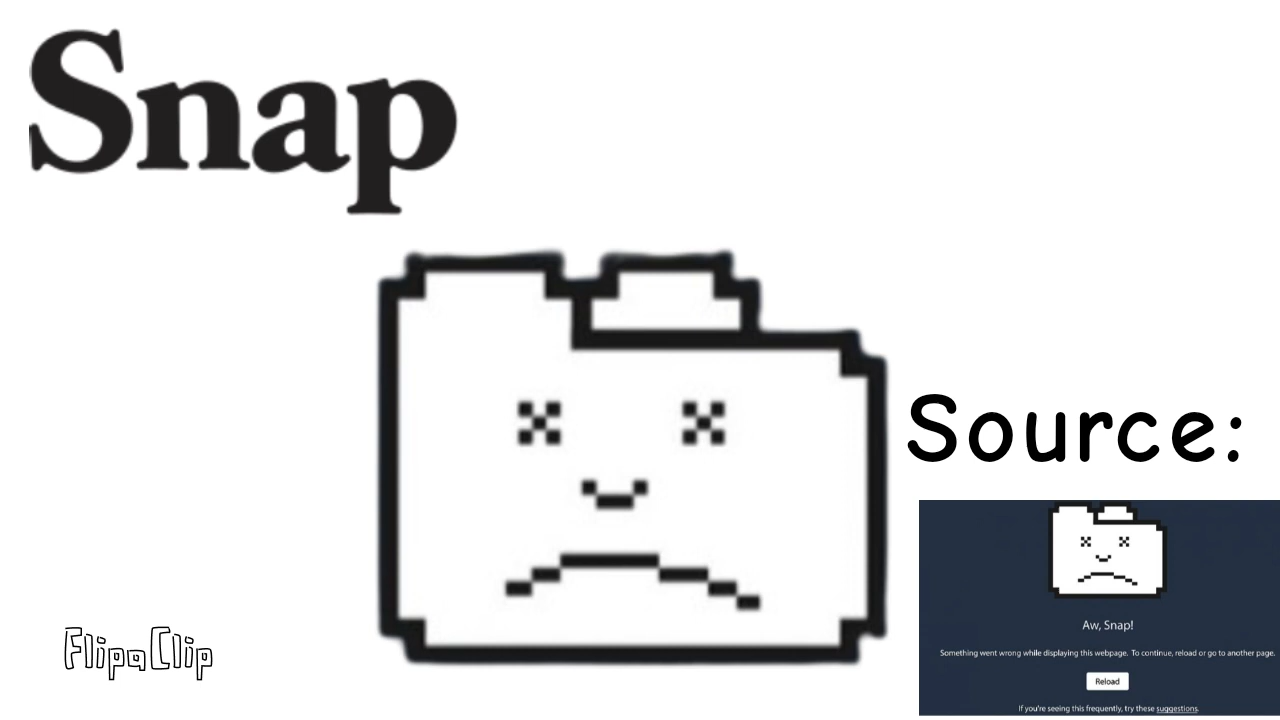 Snap
Source:
Aw, Snap!
Something went wrong while displaying this webpage. To continue, reload or go to another page.
Reload
If you're seeing this frequently, try these suggestions.
FlipaClip